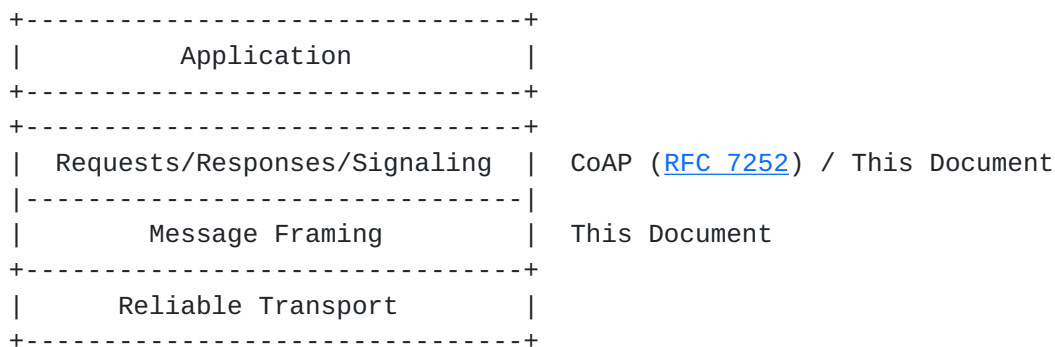 +--------------------------------+
|           Application          |
+--------------------------------+
+--------------------------------+
|  Requests/Responses/Signaling  |  CoAP (RFC 7252) / This Document
|--------------------------------|
|        Message Framing         |  This Document
+--------------------------------+
|      Reliable Transport        |
+--------------------------------+